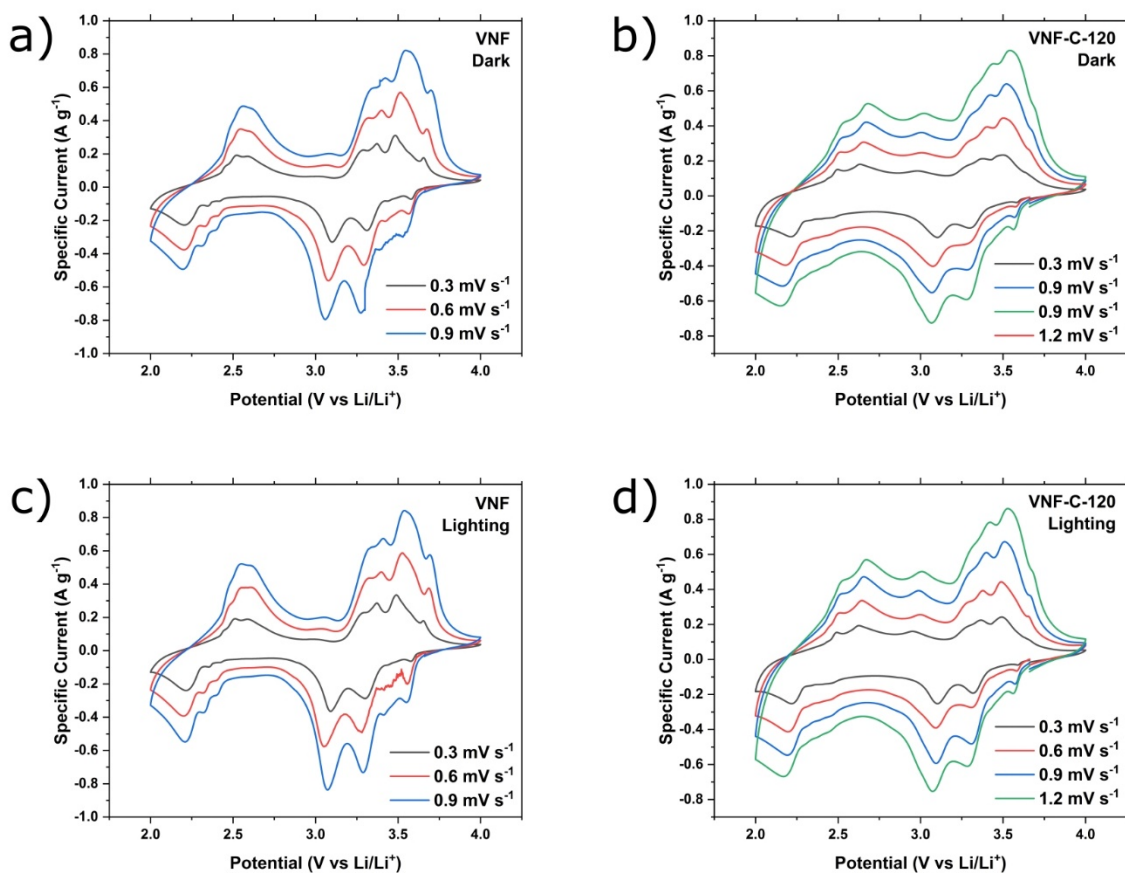 a)
VNF
Dark
1.0
0.8
0.6
0.4
0.2
0.0
-0.2
-0.4
-0.6
-0.8
-1.0
Specific Current (A g⁻¹)
0.3 mV s⁻¹
0.6 mV s⁻¹
0.9 mV s⁻¹
2.0 2.5 3.0 3.5 4.0
Potential (V vs Li/Li⁺)
b)
VNF-C-120
Dark
1.0
0.8
0.6
0.4
0.2
0.0
-0.2
-0.4
-0.6
-0.8
Specific Current (A g⁻¹)
0.3 mV s⁻¹
0.9 mV s⁻¹
0.9 mV s⁻¹
1.2 mV s⁻¹
2.0 2.5 3.0 3.5 4.0
Potential (V vs Li/Li⁺)
c)
VNF
Lighting
1.0
0.8
0.6
0.4
0.2
0.0
-0.2
-0.4
-0.6
-0.8
-1.0
Specific Current (A g⁻¹)
0.3 mV s⁻¹
0.6 mV s⁻¹
0.9 mV s⁻¹
2.0 2.5 3.0 3.5 4.0
Potential (V vs Li/Li⁺)
d)
VNF-C-120
Lighting
1.0
0.8
0.6
0.4
0.2
0.0
-0.2
-0.4
-0.6
-0.8
Specific Current (A g⁻¹)
0.3 mV s⁻¹
0.6 mV s⁻¹
0.9 mV s⁻¹
1.2 mV s⁻¹
2.0 2.5 3.0 3.5 4.0
Potential (V vs Li/Li⁺)